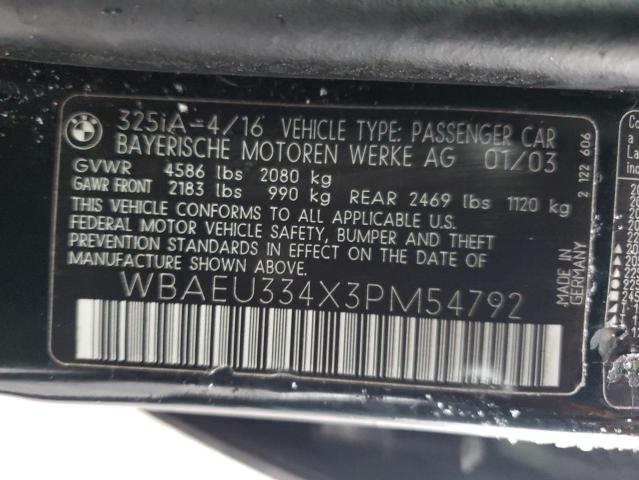 BMW
325iA-4/16 VEHICLE TYPE: PASSENGER CAR
BAYERISCHE MOTOREN WERKE AG 01/03
GVWR 4586 lbs 2080 kg
GAWR FRONT 2183 lbs 990 kg REAR 2469 lbs 1120 kg
THIS VEHICLE CONFORMS TO ALL APPLICABLE U.S.
FEDERAL MOTOR VEHICLE SAFETY, BUMPER AND THEFT
PREVENTION STANDARDS IN EFFECT ON THE DATE OF
MANUFACTURE SHOWN ABOVE.
WBAEU334X3PM54792
2 122 606
MADE IN
GERMANY